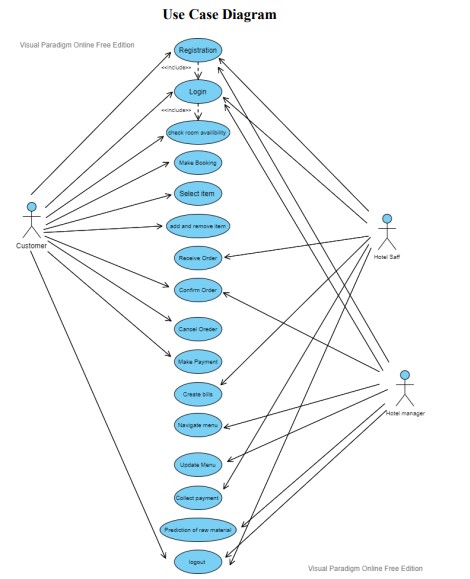 Use Case Diagram
Visual Paradigm Online Free Edition
Registration
<<include>>
Login
<<include>>
check room availibility
Make Booking
Select item
add and remove item
Customer
Hotel Saff
Receive Order
Confirm Order
Cancel Oreder
Make Payment
Create bills
Hotel manager
Navigate menu
Update Menu
Collect payment
Prediction of raw material
logout
Visual Paradigm Online Free Edition